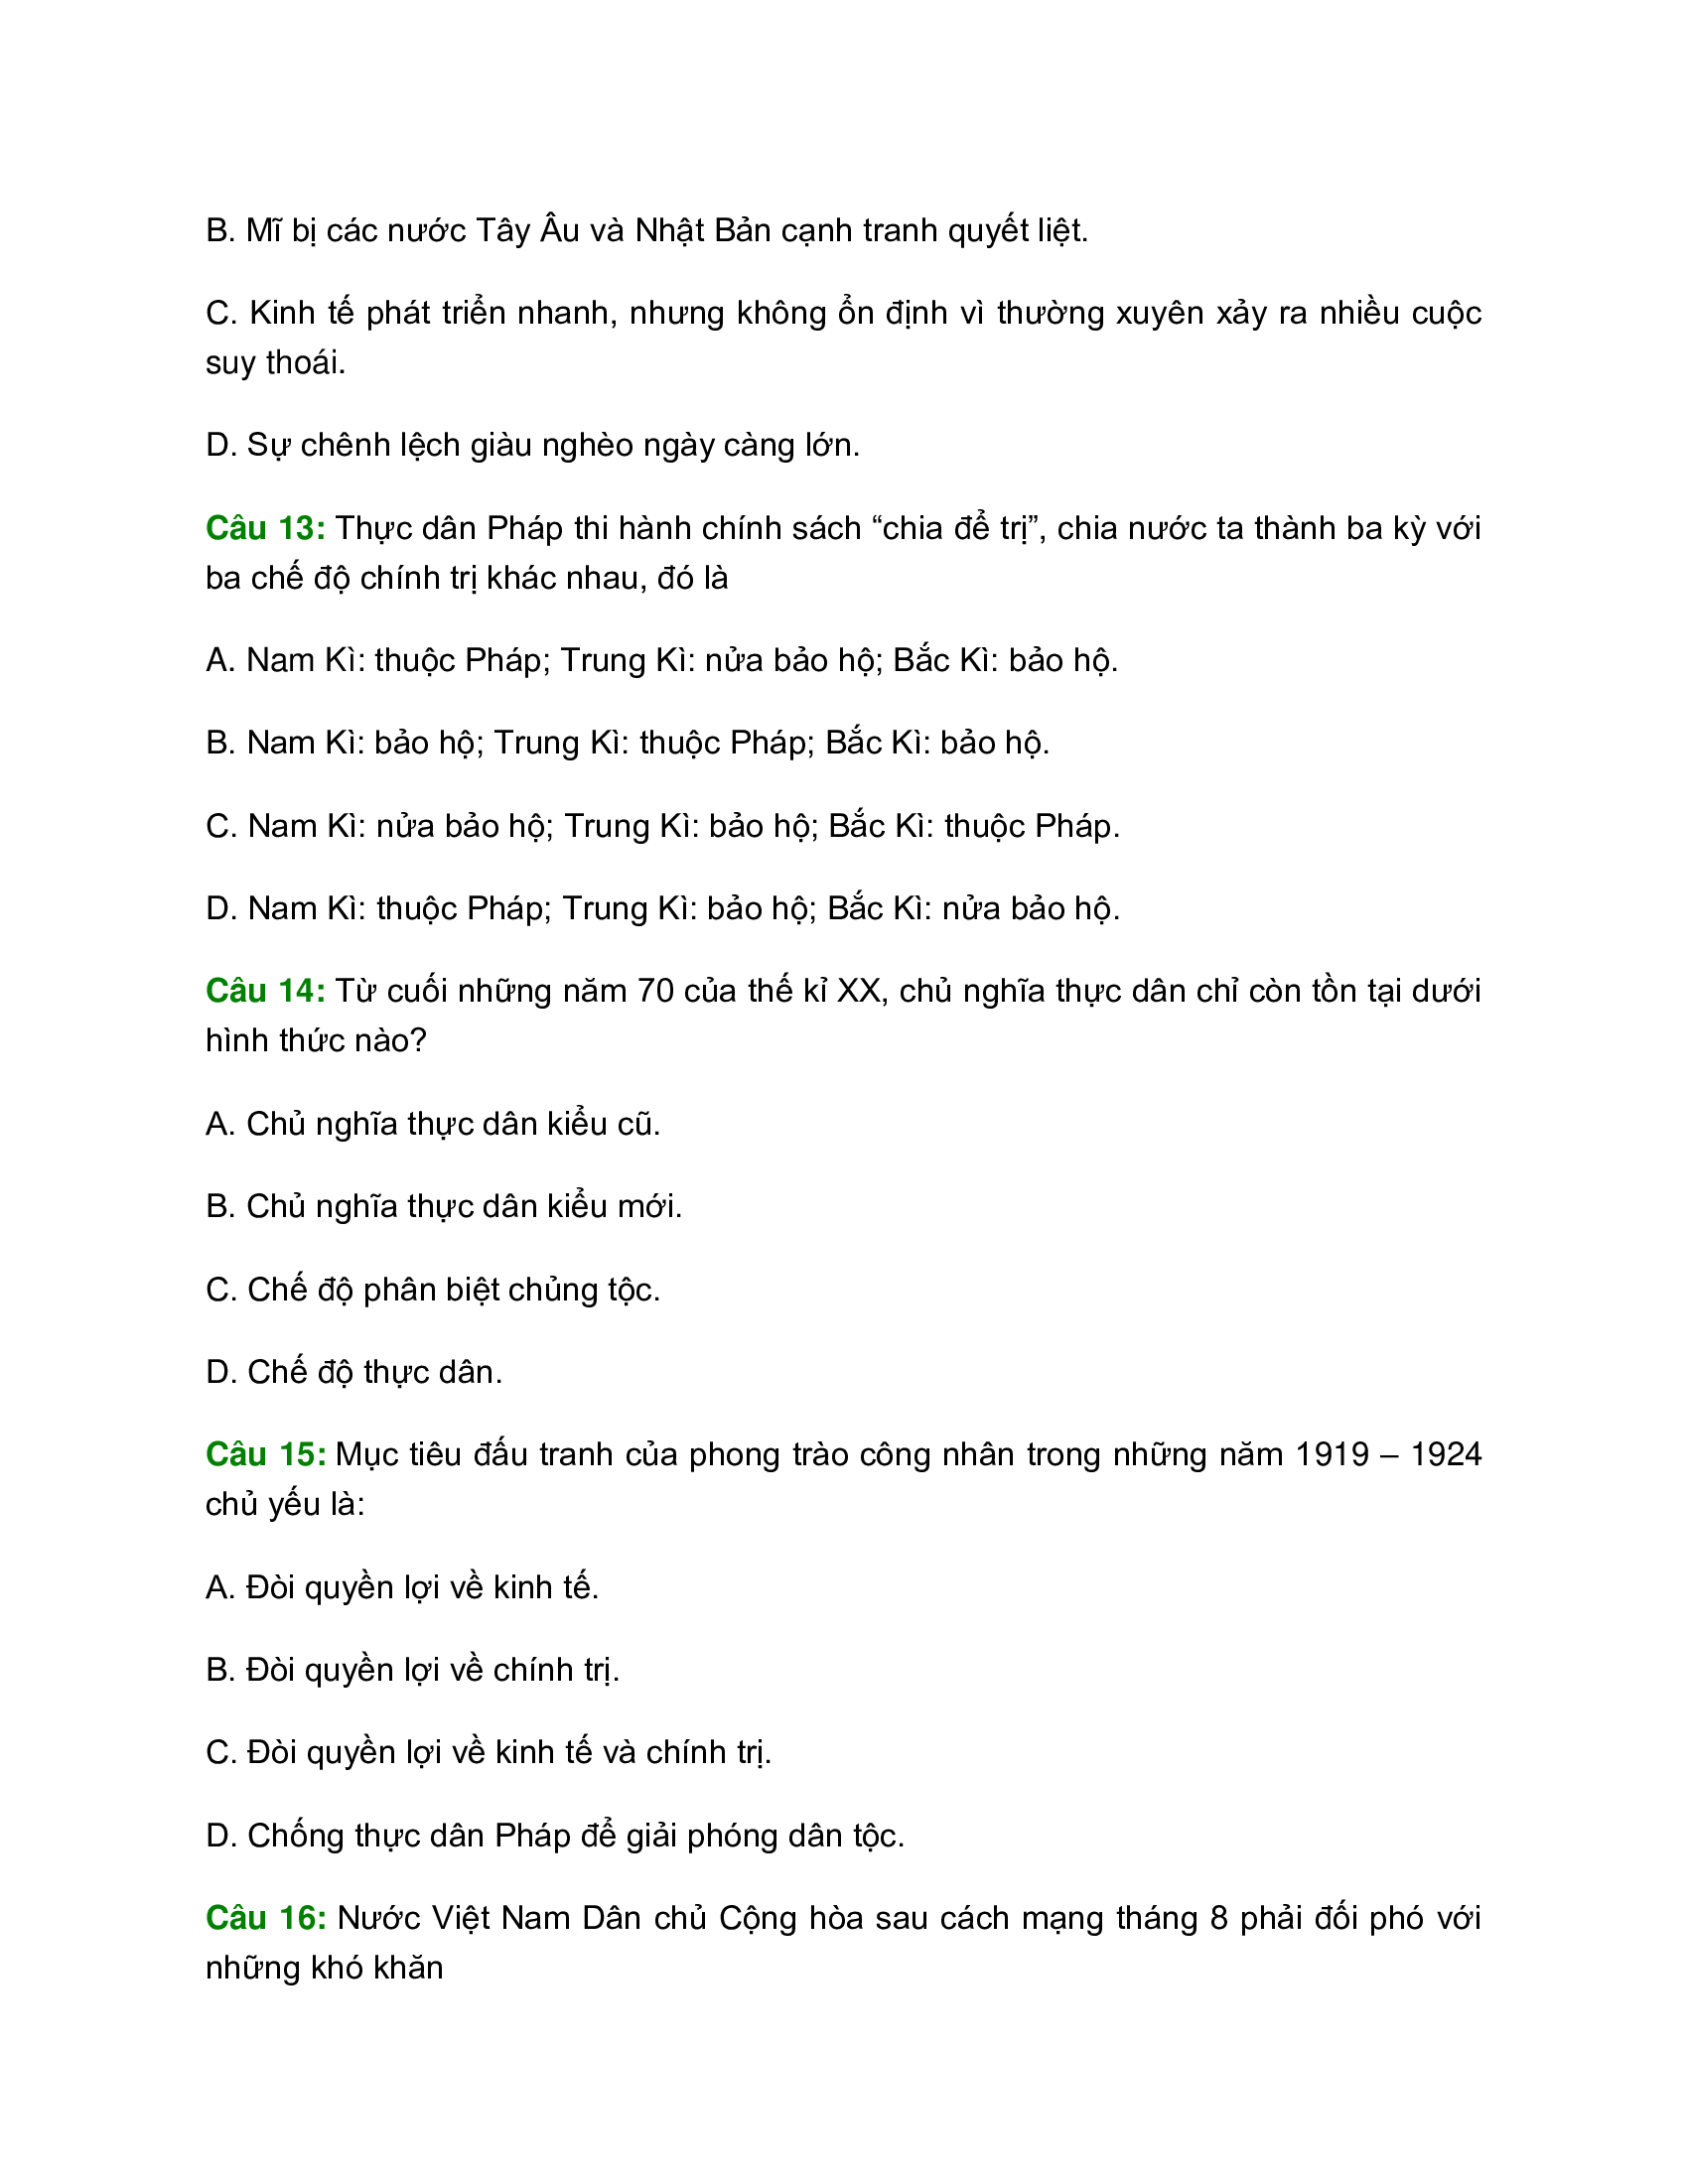 B. Mĩ bị các nước Tây Âu và Nhật Bản cạnh tranh quyết liệt.
C. Kinh tế phát triển nhanh, nhưng không ổn định vì thường xuyên xảy ra nhiều cuộc
suy thoái.
D. Sự chênh lệch giàu nghèo ngày càng lớn.
Câu 13: Thực dân Pháp thi hành chính sách “chia để trị”, chia nước ta thành ba kỳ với
ba chế độ chính trị khác nhau, đó là
A. Nam Kì: thuộc Pháp; Trung Kì: nửa bảo hộ; Bắc Kì: bảo hộ.
B. Nam Kì: bảo hộ; Trung Kì: thuộc Pháp; Bắc Kì: bảo hộ.
C. Nam Kì: nửa bảo hộ; Trung Kì: bảo hộ; Bắc Kì: thuộc Pháp.
D. Nam Kì: thuộc Pháp; Trung Kì: bảo hộ; Bắc Kì: nửa bảo hộ.
Câu 14: Từ cuối những năm 70 của thế kỉ XX, chủ nghĩa thực dân chỉ còn tồn tại dưới
hình thức nào?
A. Chủ nghĩa thực dân kiểu cũ.
B. Chủ nghĩa thực dân kiểu mới.
C. Chế độ phân biệt chủng tộc.
D. Chế độ thực dân.
Câu 15: Mục tiêu đấu tranh của phong trào công nhân trong những năm 1919 – 1924
chủ yếu là:
A. Đòi quyền lợi về kinh tế.
B. Đòi quyền lợi về chính trị.
C. Đòi quyền lợi về kinh tế và chính trị.
D. Chống thực dân Pháp để giải phóng dân tộc.
Câu 16: Nước Việt Nam Dân chủ Cộng hòa sau cách mạng tháng 8 phải đối phó với
những khó khăn